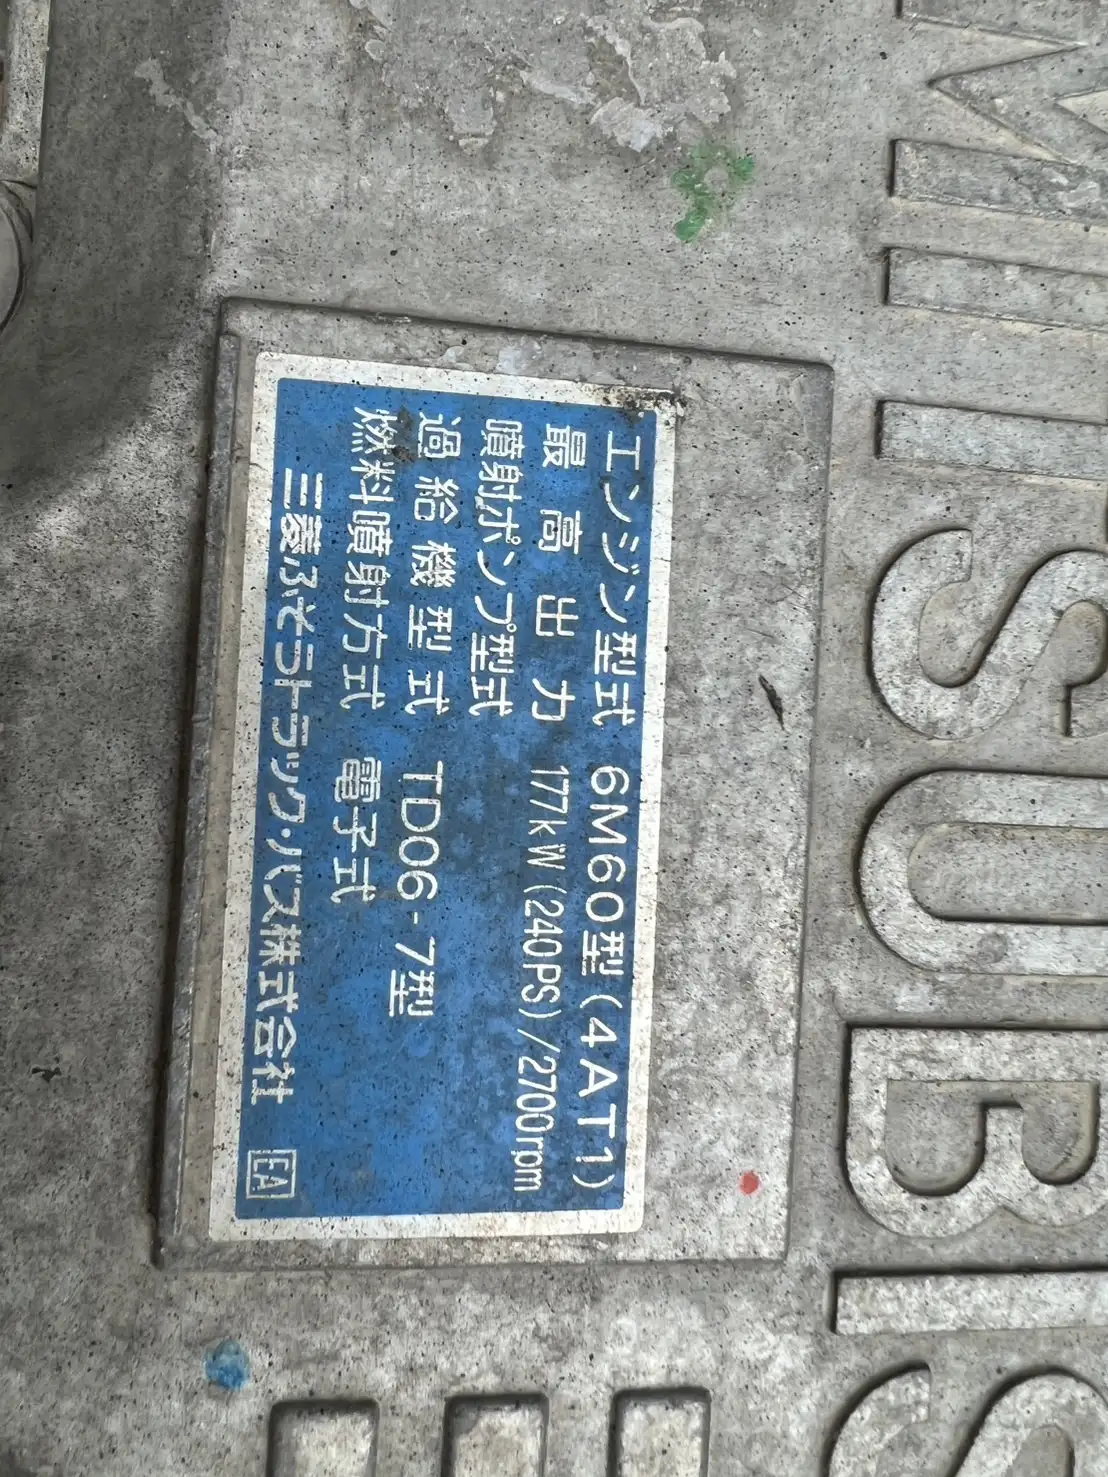 エンジン型式 6M60型(4AT1)
最高出力 177kW(240PS)/2700rpm
噴射ポンプ型式
過給機型式 TD06-7型
燃料噴射方式 電子式
三菱ふそうトラック・バス株式会社 EA
MITSUBIS